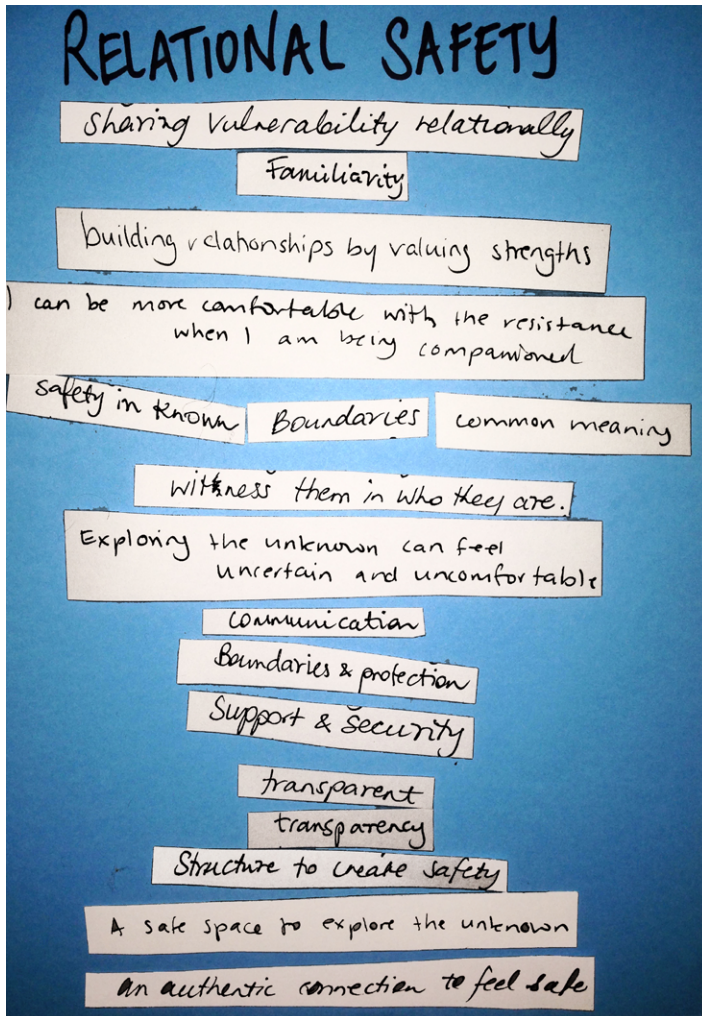 RELATIONAL SAFETY
sharing vulnerability relationally
Familiarity
building relationships by valuing strengths
I can be more comfortable with the resistance
when I am being companioned
safety in known
Boundaries
common meaning
witness them in who they are.
Exploring the unknown can feel
uncertain and uncomfortable
communication
Boundaries & protection
Support & Security
transparent
transparency
Structure to create safety
A safe space to explore the unknown
an authentic connection to feel safe